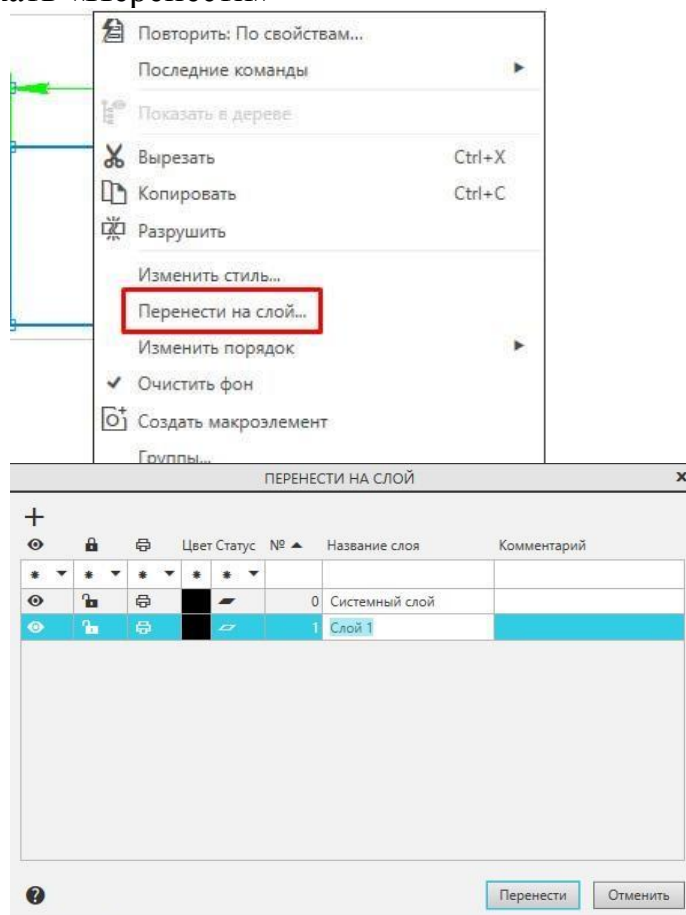 «Перенести»
Повторить: По свойствам...
Последние команды
Показать в дереве
Вырезать Ctrl+X
Копировать Ctrl+C
Разрушить
Изменить стиль...
Перенести на слой...
Изменить порядок
Очистить фон
Создать макроэлемент
Группы...
ПЕРЕНЕСТИ НА СЛОЙ x
Цвет Статус № ▲ Название слоя Комментарий
0 Системный слой
1 Слой 1
Перенести Отменить